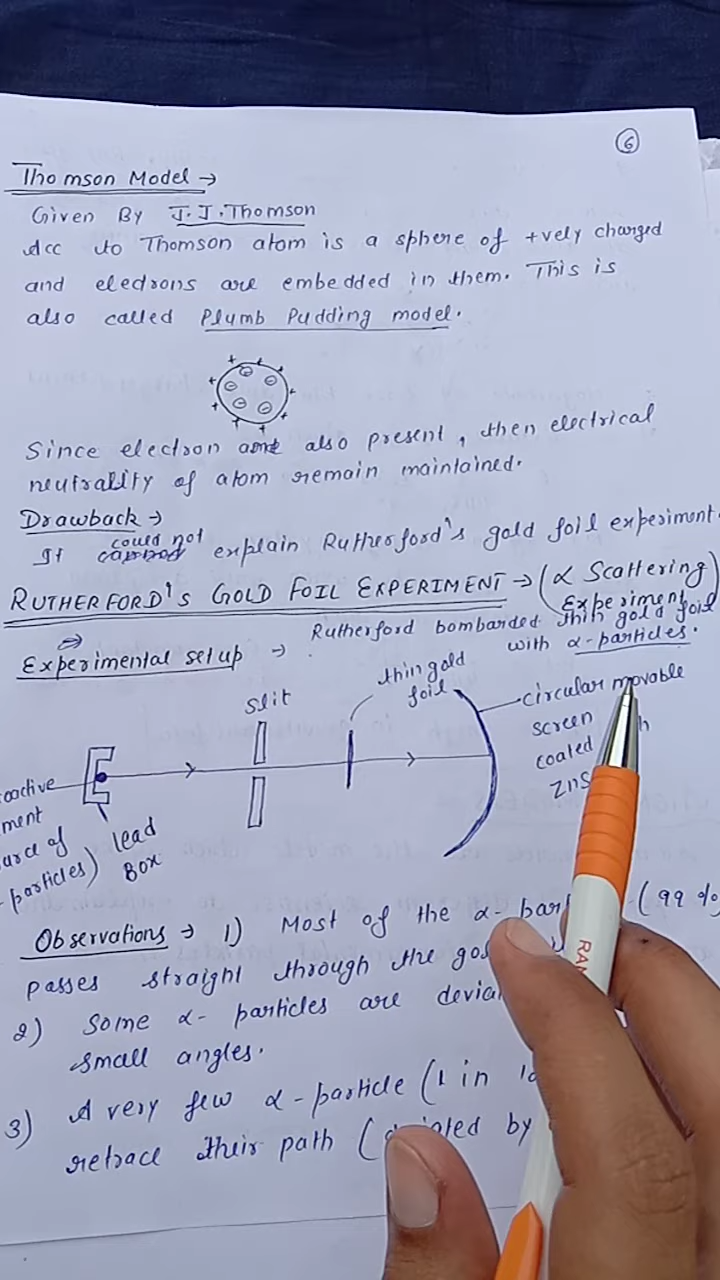 6
Thomson Model →
Given By J.J.Thomson
Acc to Thomson atom is a sphere of +vely charged
and electrons are embedded in them. This is
also called Plumb Pudding model.
Since electron are also present, then electrical
neutrality of atom remain maintained.
Drawback →
could not
It explain Rutherford's gold foil experiment.
RUTHERFORD'S GOLD FOIL EXPERIMENT → (α Scattering
Experiment)
Experimental setup → Rutherford bombarded thin gold foil
with α-particles.
Slit
thin gold
foil
circular movable
screen
coated
ZnS
lead
Box
particles)
Observations → 1) Most of the α- (99%
passes straight through the
2) Some α- particles are
small angles.
3) A very few α-particle (1 in
retrace their path ( by
RAN